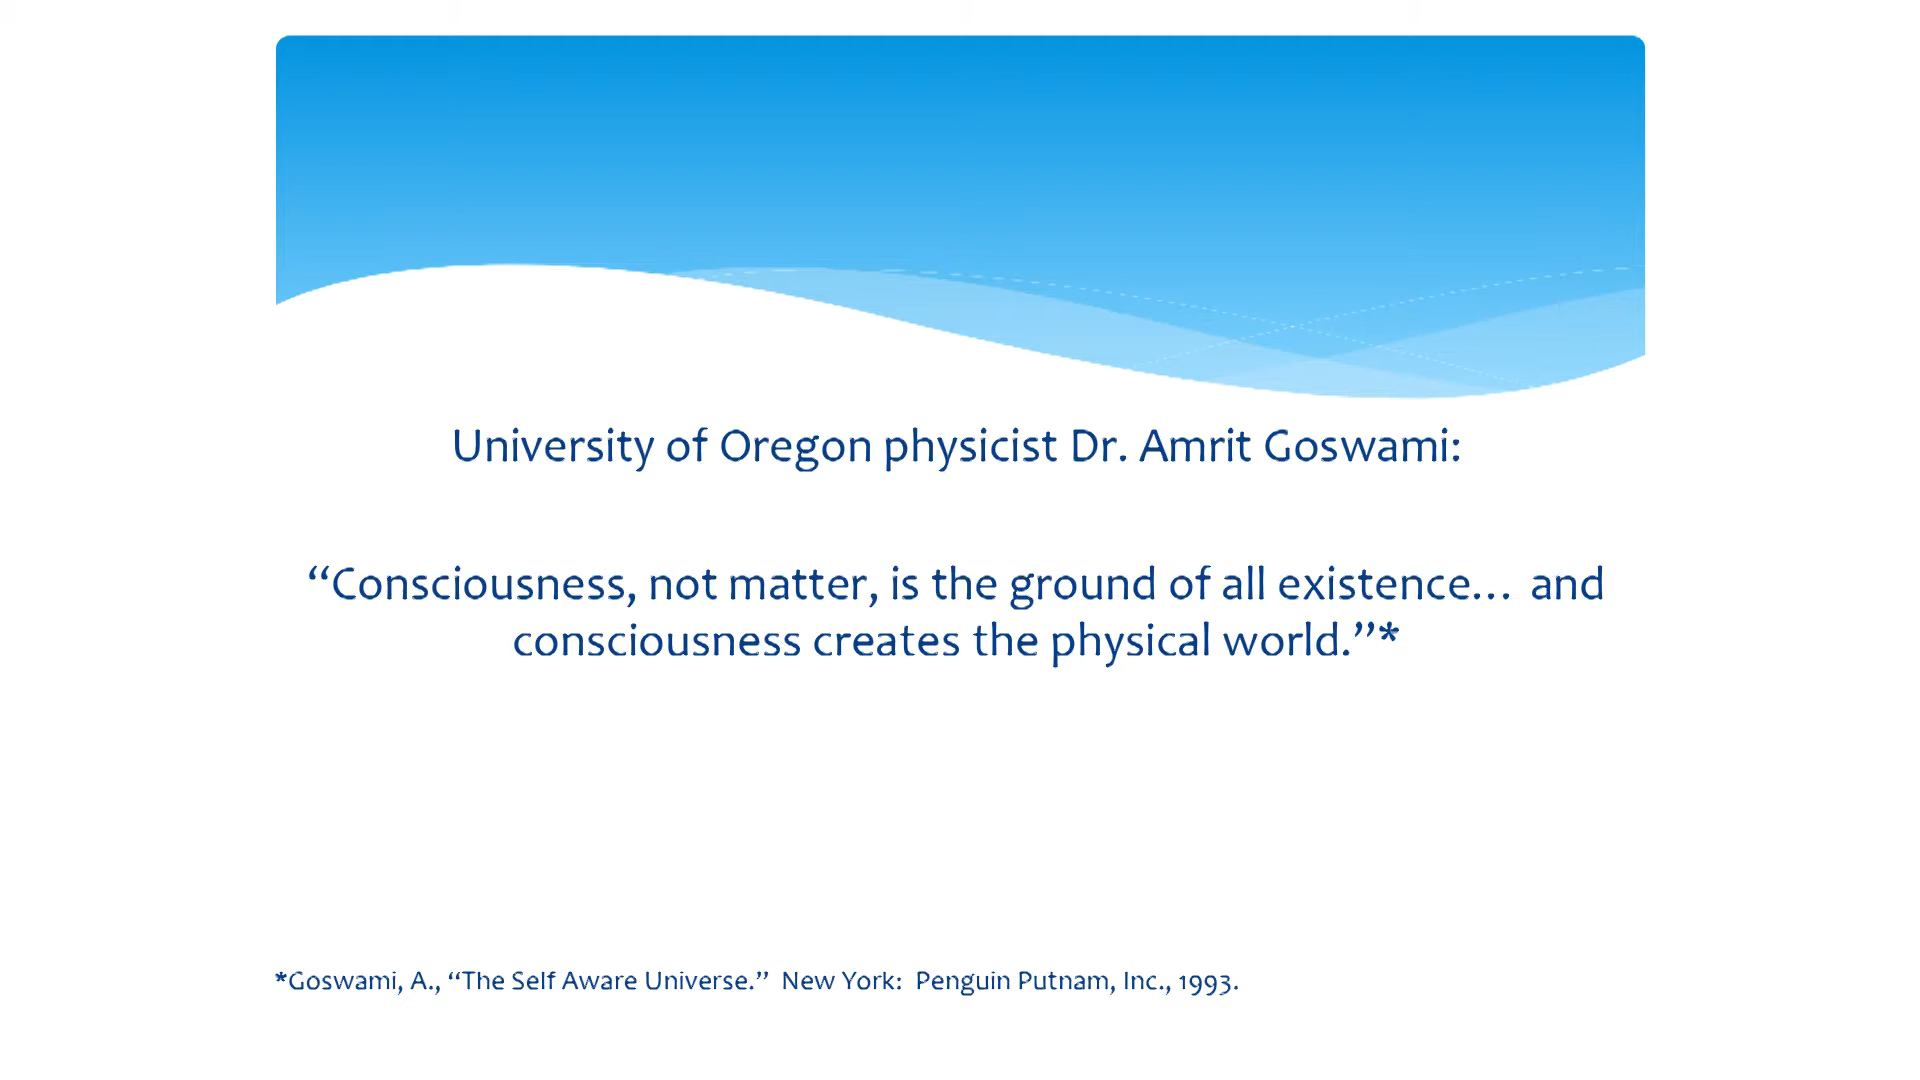 University of Oregon physicist Dr. Amrit Goswami:
“Consciousness, not matter, is the ground of all existence… and
consciousness creates the physical world.”*
*Goswami, A., “The Self Aware Universe.” New York: Penguin Putnam, Inc., 1993.